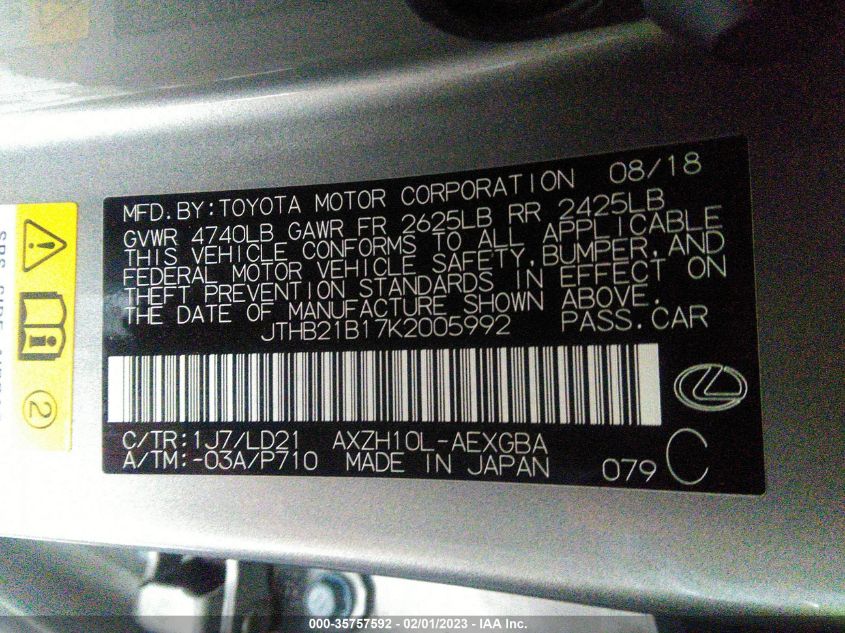 MFD.BY:TOYOTA MOTOR CORPORATION 08/18
GVWR 4740LB GAWR FR 2625LB RR 2425LB
THIS VEHICLE CONFORMS TO ALL APPLICABLE
FEDERAL MOTOR VEHICLE SAFETY,BUMPER,AND
THEFT PREVENTION STANDARDS IN EFFECT ON
THE DATE OF MANUFACTURE SHOWN ABOVE.
JTHB21B17K2005992 PASS.CAR
C/TR:1J7/LD21 AXZH10L-AEXGBA
A/TM:-03A/P710 MADE IN JAPAN 079 C
2
000-35757592 - 02/01/2023 - IAA Inc.